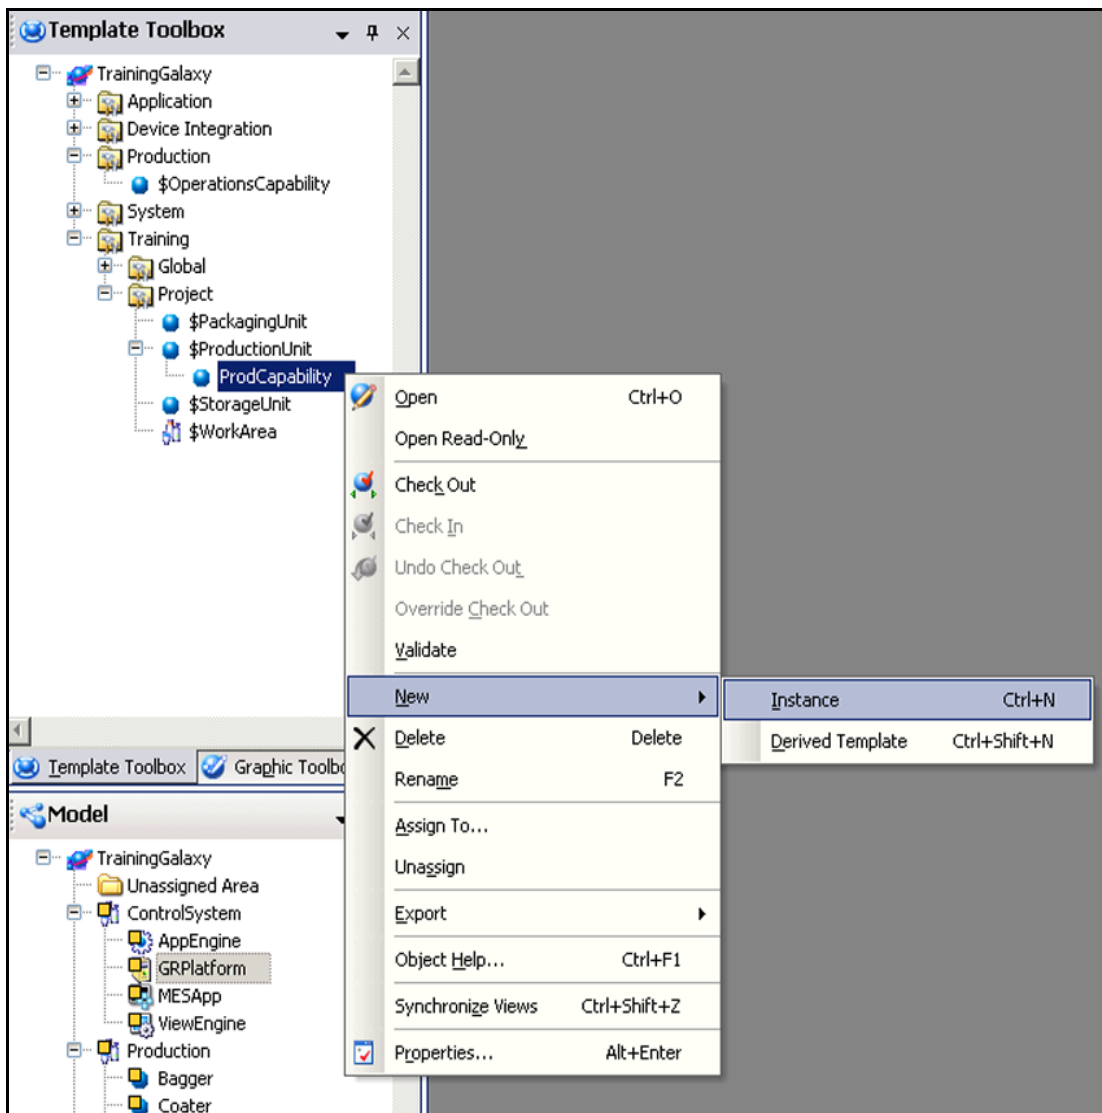 Template Toolbox
TrainingGalaxy
Application
Device Integration
Production
$OperationsCapability
System
Training
Global
Project
$PackagingUnit
$ProductionUnit
ProdCapability
$StorageUnit
$WorkArea
Open Ctrl+O
Open Read-Only
Check Out
Check In
Undo Check Out
Override Check Out
Validate
New
Delete Delete
Rename F2
Assign To...
Unassign
Export
Object Help... Ctrl+F1
Synchronize Views Ctrl+Shift+Z
Properties... Alt+Enter
Instance Ctrl+N
Derived Template Ctrl+Shift+N
Template Toolbox Graphic Toolbo
Model
TrainingGalaxy
Unassigned Area
ControlSystem
AppEngine
GRPlatform
MESApp
ViewEngine
Production
Bagger
Coater